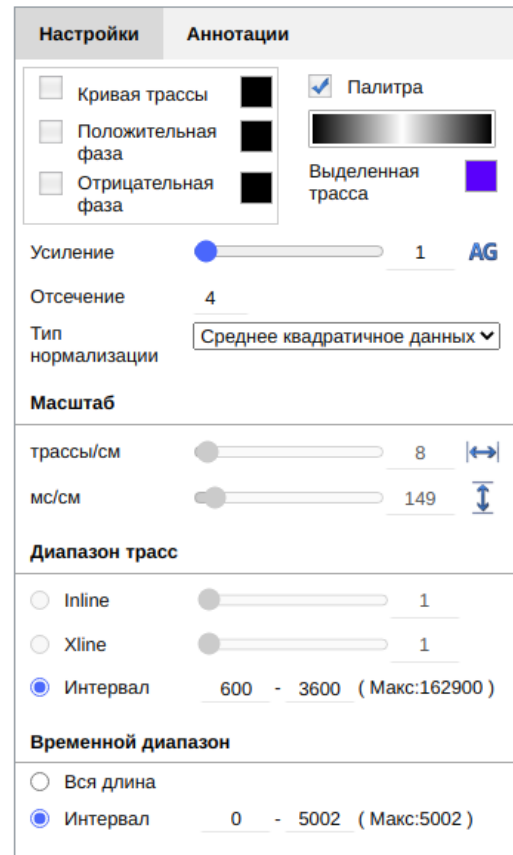 Настройки Аннотации
Кривая трассы
Палитра
Положительная
фаза
Выделенная
трасса
Отрицательная
фаза
Усиление 1 AG
Отсечение 4
Тип
нормализации
Среднее квадратичное данных
Масштаб
трассы/см 8
мс/см 149
Диапазон трасс
Inline 1
Xline 1
Интервал 600 - 3600 ( Макс:162900 )
Временной диапазон
Вся длина
Интервал 0 - 5002 ( Макс:5002 )